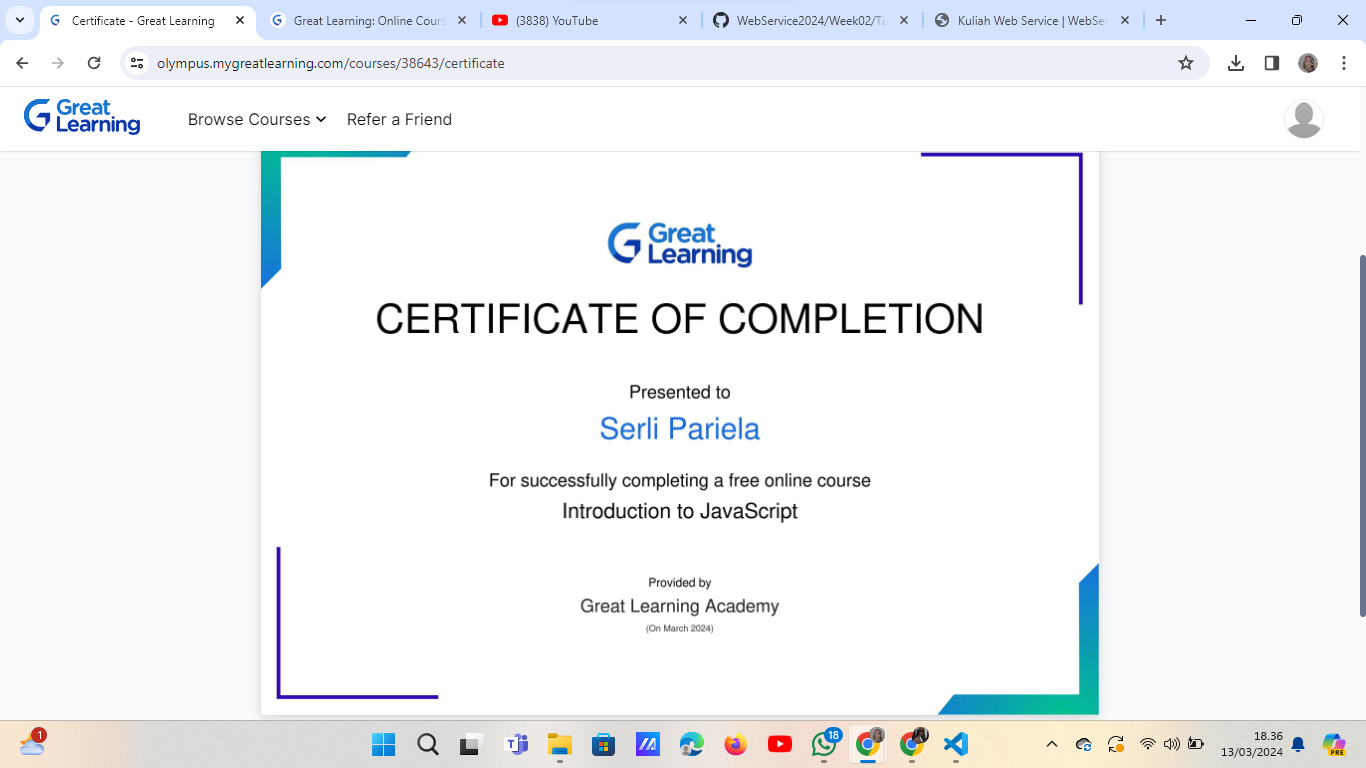 Certificate - Great Learning
Great Learning: Online Cours
(3838) YouTube
WebService2024/Week02/Tu
Kuliah Web Service | WebSer
olympus.mygreatlearning.com/courses/38643/certificate
Great Learning
Browse Courses
Refer a Friend
Great
Learning
CERTIFICATE OF COMPLETION
Presented to
Serli Pariela
For successfully completing a free online course
Introduction to JavaScript
Provided by
Great Learning Academy
(On March 2024)
1
18
18.36
13/03/2024
PRE